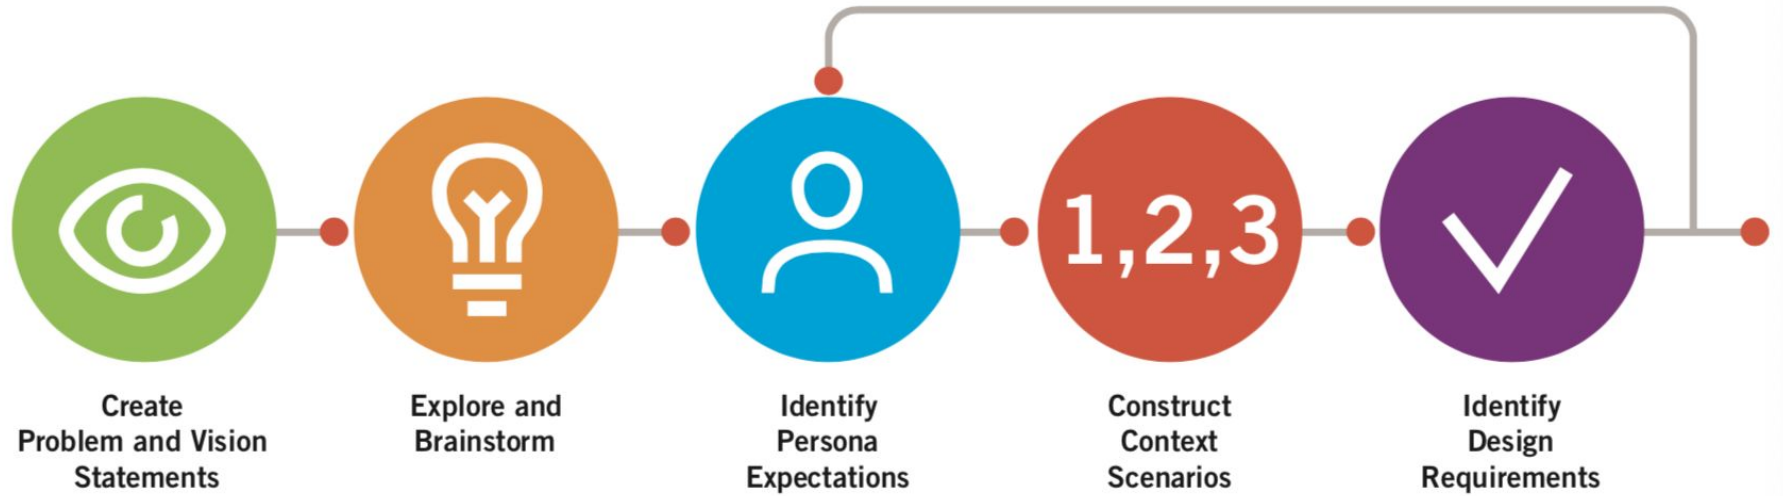 1,2,3
Create
Problem and Vision
Statements
Explore and
Brainstorm
Identify
Persona
Expectations
Construct
Context
Scenarios
Identify
Design
Requirements